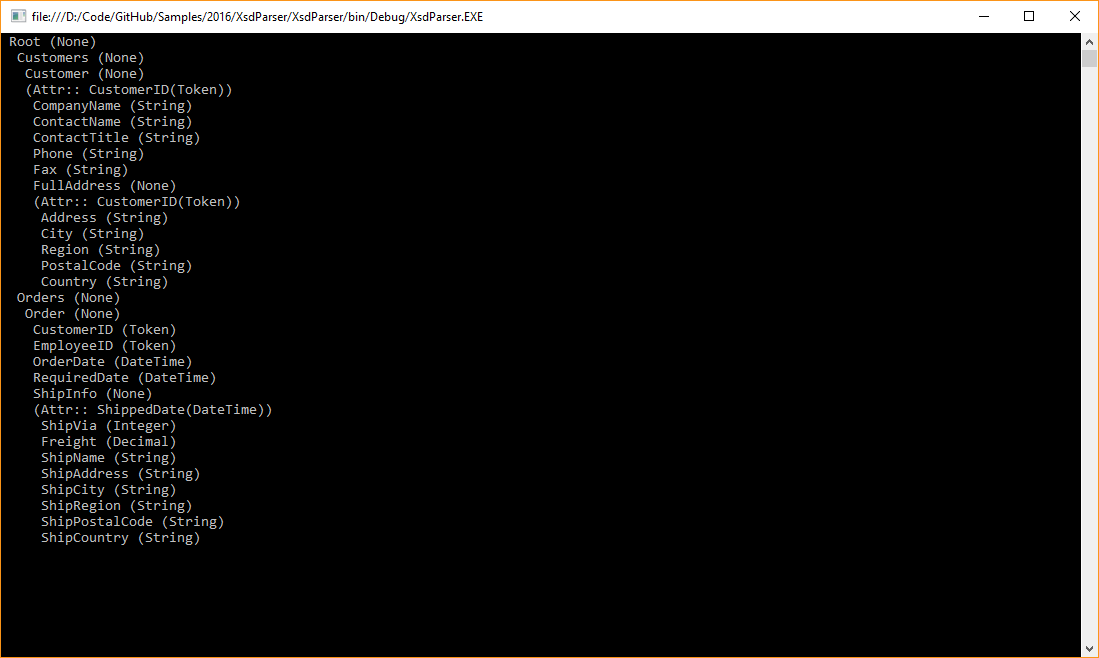 file:///D:/Code/GitHub/Samples/2016/XsdParser/XsdParser/bin/Debug/XsdParser.EXE
Root (None)
 Customers (None)
  Customer (None)
  (Attr:: CustomerID(Token))
   CompanyName (String)
   ContactName (String)
   ContactTitle (String)
   Phone (String)
   Fax (String)
   FullAddress (None)
   (Attr:: CustomerID(Token))
    Address (String)
    City (String)
    Region (String)
    PostalCode (String)
    Country (String)
 Orders (None)
  Order (None)
   CustomerID (Token)
   EmployeeID (Token)
   OrderDate (DateTime)
   RequiredDate (DateTime)
   ShipInfo (None)
   (Attr:: ShippedDate(DateTime))
    ShipVia (Integer)
    Freight (Decimal)
    ShipName (String)
    ShipAddress (String)
    ShipCity (String)
    ShipRegion (String)
    ShipPostalCode (String)
    ShipCountry (String)